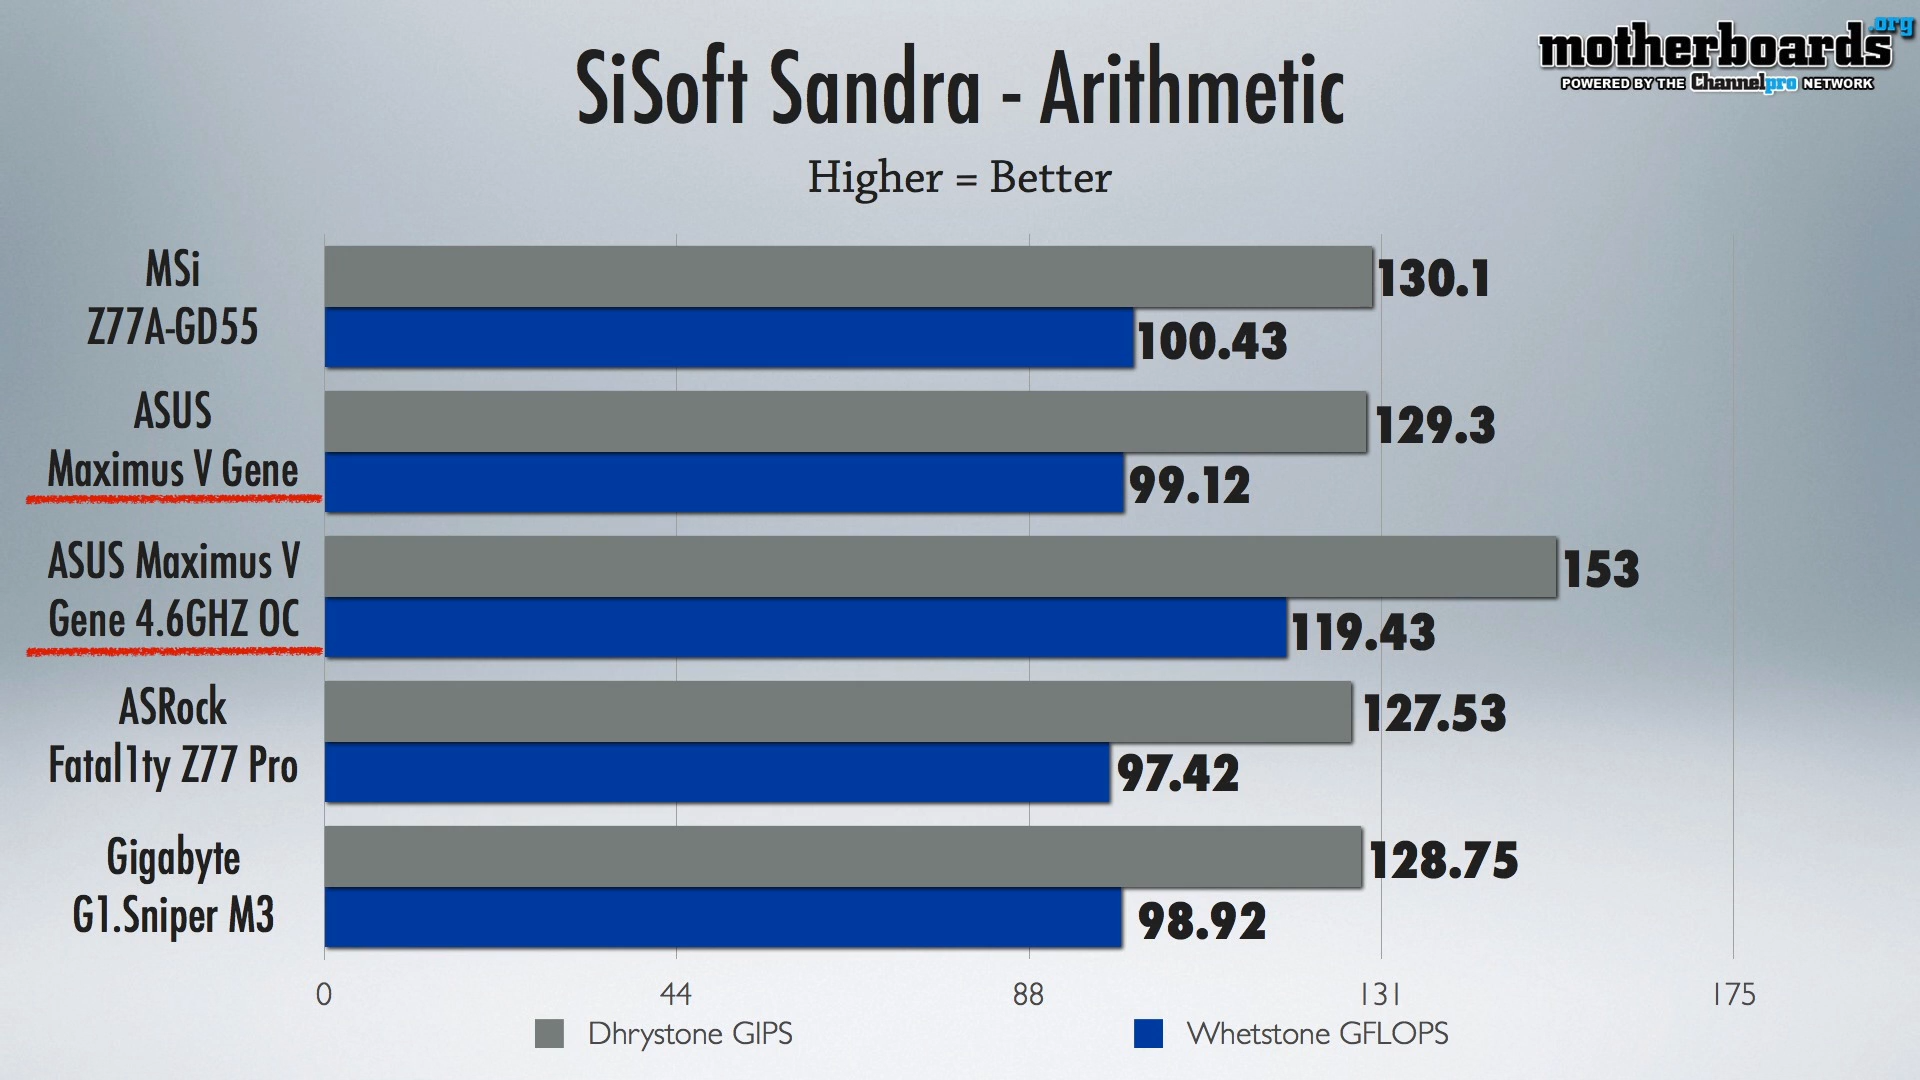 motherboards.org
POWERED BY THE Channelpro NETWORK
SiSoft Sandra - Arithmetic
Higher = Better
MSi
Z77A-GD55
130.1
100.43
ASUS
Maximus V Gene
129.3
99.12
ASUS Maximus V
Gene 4.6GHZ OC
153
119.43
ASRock
Fatal1ty Z77 Pro
127.53
97.42
Gigabyte
G1.Sniper M3
128.75
98.92
0 44 88 131 175
Dhrystone GIPS Whetstone GFLOPS